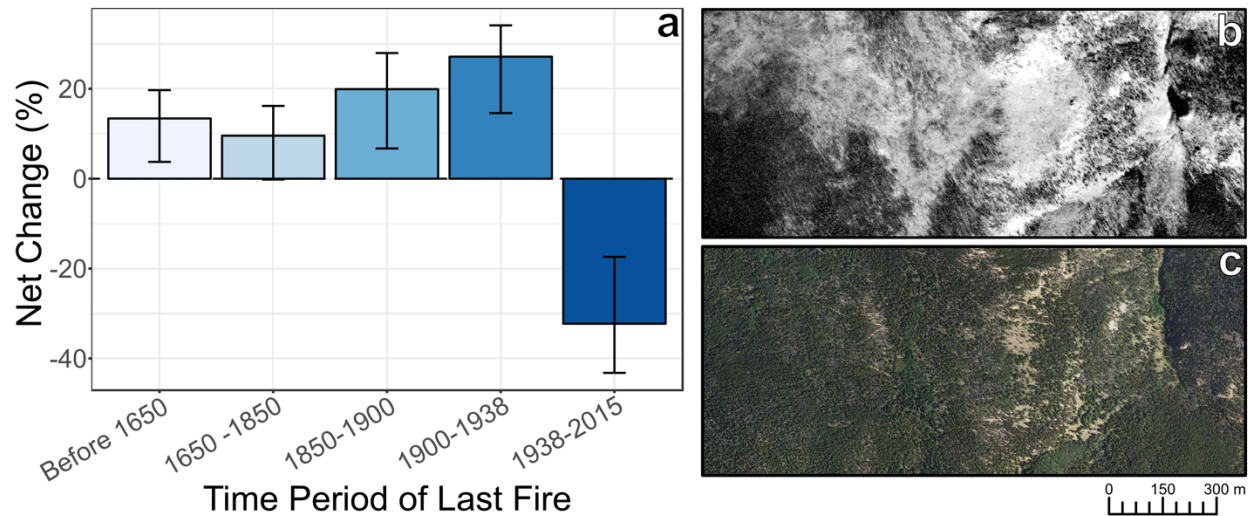 a
Net Change (%)
20
0
-20
-40
Before 1650
1650 -1850
1850-1900
1900-1938
1938-2015
Time Period of Last Fire
b
c
0 150 300 m